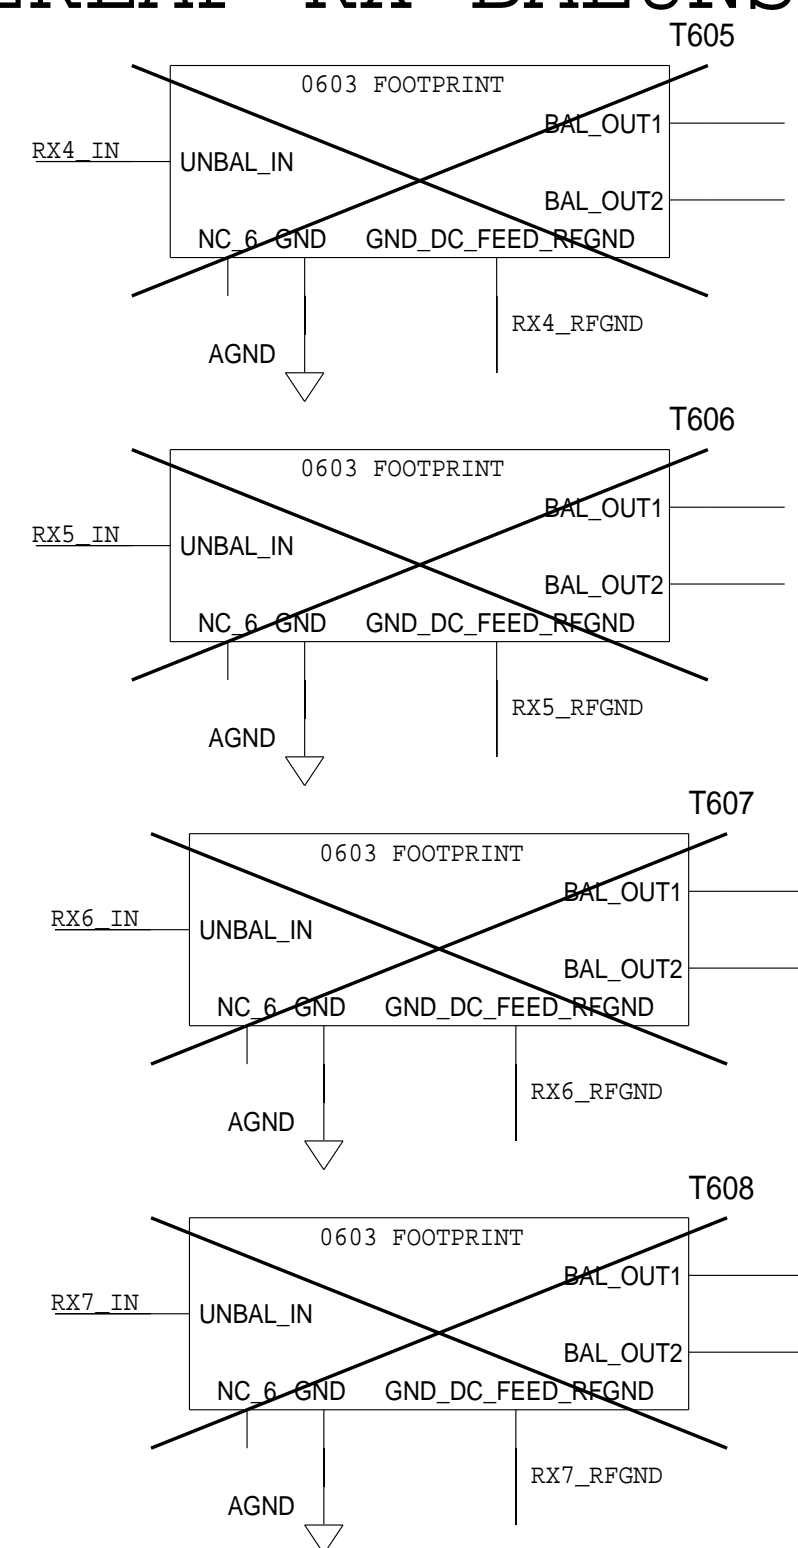 RX BALUNS
T605
0603 FOOTPRINT
BAL_OUT1
RX4_IN
UNBAL_IN
BAL_OUT2
NC_6 GND GND_DC_FEED_RFGND
RX4_RFGND
AGND
T606
0603 FOOTPRINT
BAL_OUT1
RX5_IN
UNBAL_IN
BAL_OUT2
NC_6 GND GND_DC_FEED_RFGND
RX5_RFGND
AGND
T607
0603 FOOTPRINT
BAL_OUT1
RX6_IN
UNBAL_IN
BAL_OUT2
NC_6 GND GND_DC_FEED_RFGND
RX6_RFGND
AGND
T608
0603 FOOTPRINT
BAL_OUT1
RX7_IN
UNBAL_IN
BAL_OUT2
NC_6 GND GND_DC_FEED_RFGND
RX7_RFGND
AGND